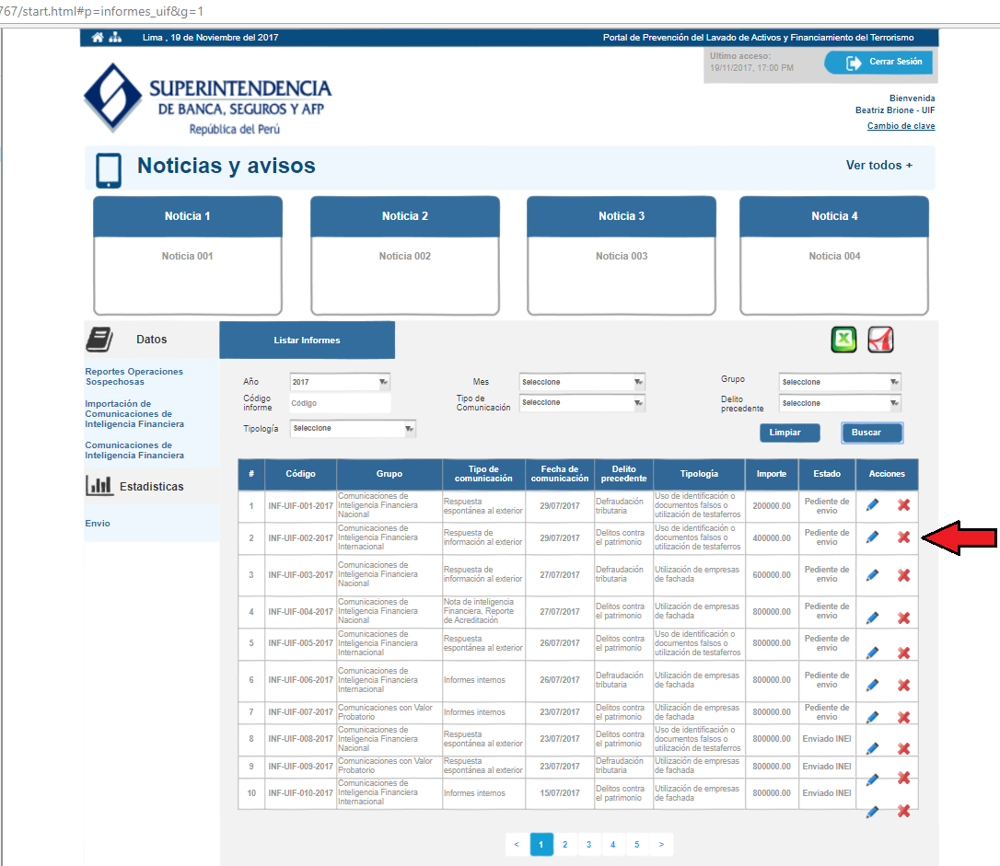 767/start.html#p=informes_uif&g=1
Lima , 19 de Noviembre del 2017
Portal de Prevención del Lavado de Activos y Financiamiento del Terrorismo
Ultimo acceso:
19/11/2017, 17:00 PM
Cerrar Sesión
SUPERINTENDENCIA
DE BANCA, SEGUROS Y AFP
República del Perú
Bienvenida
Beatriz Brione - UIF
Cambio de clave
Noticias y avisos
Ver todos +
Noticia 1
Noticia 2
Noticia 3
Noticia 4
Noticia 001
Noticia 002
Noticia 003
Noticia 004
Datos
Reportes Operaciones
Sospechosas
Importación de
Comunicaciones de
Inteligencia Financiera
Comunicaciones de
Inteligencia Financiera
Estadisticas
Envio
Listar Informes
Año
2017
Mes
Seleccione
Grupo
Seleccione
Código
informe
Código
Tipo de
Comunicación
Seleccione
Delito
precedente
Seleccione
Tipología
Seleccione
Limpiar
Buscar
# Código Grupo Tipo de comunicación Fecha de comunicación Delito precedente Tipología Importe Estado Acciones
1 INF-UIF-001-2017 Comunicaciones de Inteligencia Financiera Nacional Respuesta espontánea al exterior 29/07/2017 Defraudación tributaria Uso de identificación o documentos falsos o utilización de testaferros 200000.00 Pediente de envio
2 INF-UIF-002-2017 Comunicaciones de Inteligencia Financiera Internacional Respuesta de información al exterior 29/07/2017 Delitos contra el patrimonio Uso de identificación o documentos falsos o utilización de testaferros 400000.00 Pediente de envio
3 INF-UIF-003-2017 Comunicaciones de Inteligencia Financiera Nacional Respuesta de información al exterior 27/07/2017 Defraudación tributaria Utilización de empresas de fachada 600000.00 Pediente de envio
4 INF-UIF-004-2017 Comunicaciones de Inteligencia Financiera Nacional Nota de inteligencia Financiera, Reporte de Acreditación 27/07/2017 Delitos contra el patrimonio Utilización de empresas de fachada 800000.00 Pediente de envio
5 INF-UIF-005-2017 Comunicaciones de Inteligencia Financiera Internacional Respuesta espontánea al exterior 26/07/2017 Delitos contra el patrimonio Uso de identificación o documentos falsos o utilización de testaferros 800000.00 Pediente de envio
6 INF-UIF-006-2017 Comunicaciones de Inteligencia Financiera Internacional Informes internos 26/07/2017 Defraudación tributaria Utilización de empresas de fachada 800000.00 Pediente de envio
7 INF-UIF-007-2017 Comunicaciones con Valor Probatorio Informes internos 23/07/2017 Delitos contra el patrimonio Utilización de empresas de fachada 800000.00 Pediente de envio
8 INF-UIF-008-2017 Comunicaciones de Inteligencia Financiera Nacional Respuesta espontánea al exterior 23/07/2017 Delitos contra el patrimonio Uso de identificación o documentos falsos o utilización de testaferros 800000.00 Enviado INEI
9 INF-UIF-009-2017 Comunicaciones con Valor Probatorio Respuesta espontánea al exterior 23/07/2017 Defraudación tributaria Utilización de empresas de fachada 800000.00 Enviado INEI
10 INF-UIF-010-2017 Comunicaciones de Inteligencia Financiera Internacional Informes internos 15/07/2017 Delitos contra el patrimonio Utilización de empresas de fachada 800000.00 Enviado INEI
< 1 2 3 4 5 >